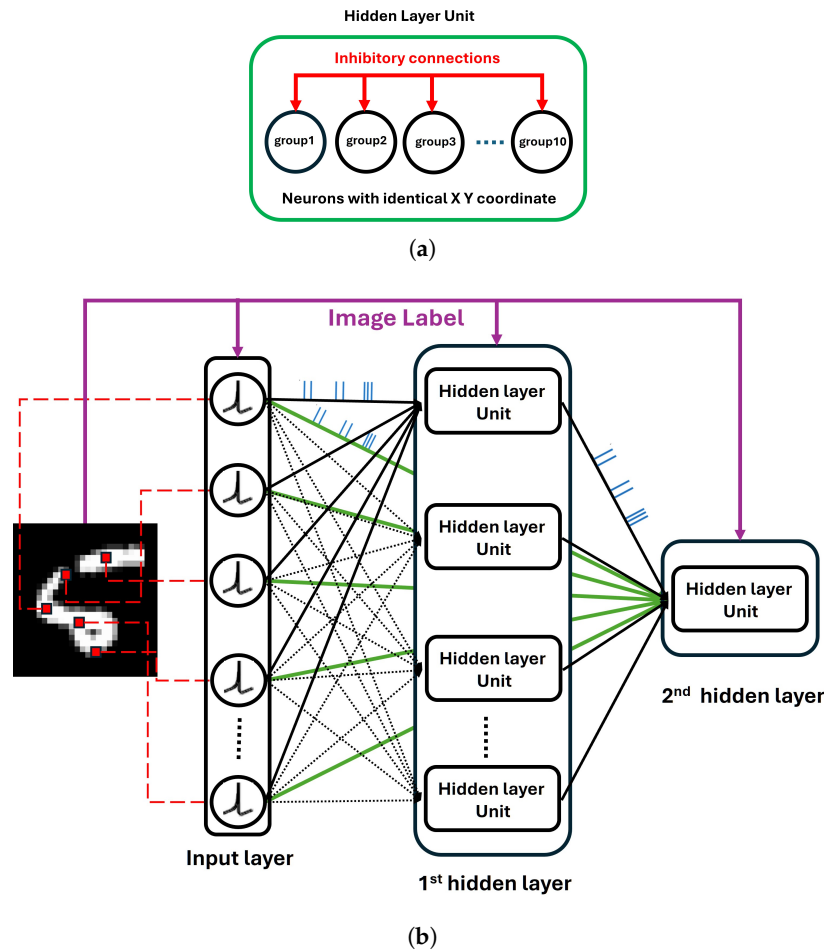 Hidden Layer Unit
Inhibitory connections
group1 group2 group3 group10
Neurons with identical X Y coordinate
(a)
Image Label
Hidden layer
Unit
Hidden layer
Unit
Hidden layer
Unit
Hidden layer
Unit
Hidden layer
Unit
2nd hidden layer
Input layer
1st hidden layer
(b)